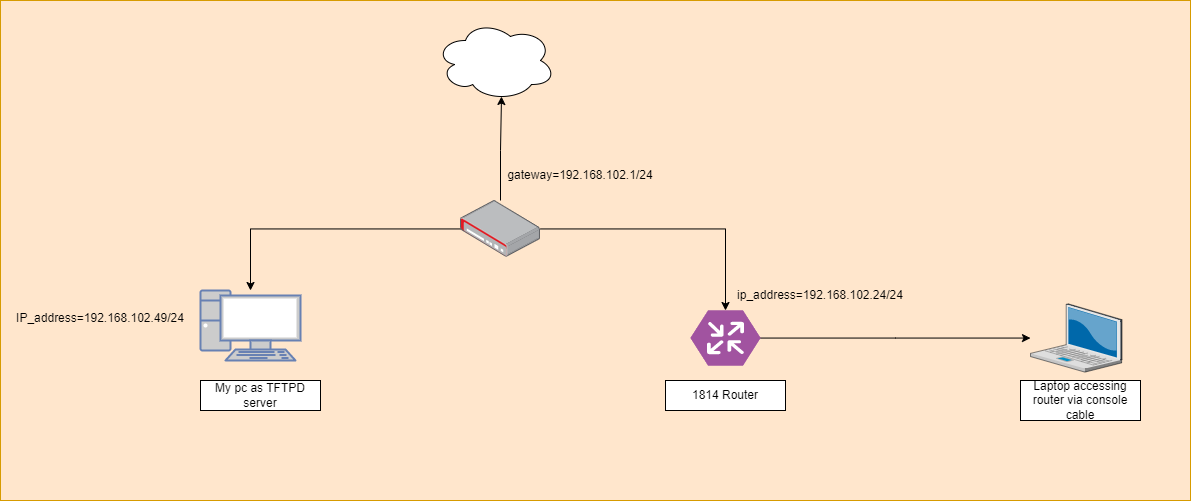 gateway=192.168.102.1/24
ip_address=192.168.102.24/24
IP_address=192.168.102.49/24
My pc as TFTPD
server
1814 Router
Laptop accessing
router via console
cable